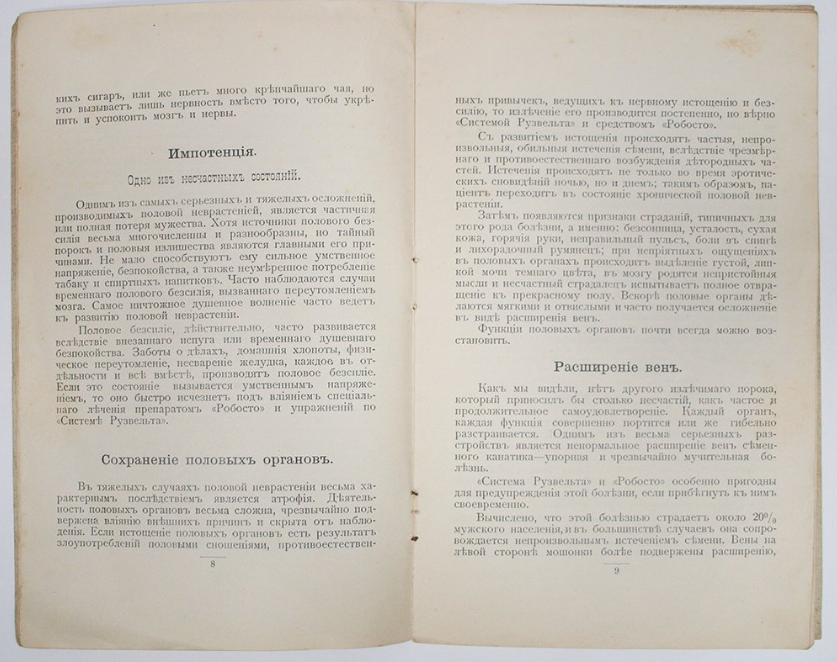 кихъ сигаръ, или же пьетъ много крѣпчайшаго чая, но
это вызываетъ лишь нервность вмѣсто того, чтобы укрѣ-
пить и успокоить мозгъ и нервы.
Импотенція.
Одно изъ несчастныхъ состояній.
Однимъ изъ самыхъ серьезныхъ и тяжелыхъ осложненій,
производимыхъ половой неврастеніей, является частичная
или полная потеря мужества. Хотя источники полового без-
силія весьма многочисленны и разнообразны, но тайный
порокъ и половыя излишества являются главными его при-
чинами. Не мало способствуютъ ему сильное умственное
напряженіе, безпокойства, а также неумѣренное потребленіе
табаку и спиртныхъ напитковъ. Часто наблюдаются случаи
временнаго полового безсилія, вызваннаго переутомленіемъ
мозга. Самое ничтожное душевное волненіе часто ведетъ
къ развитію половой неврастеніи.
Половое безсиліе, дѣйствительно, часто развивается
вслѣдствіе внезапнаго испуга или временнаго душевнаго
безпокойства. Заботы о дѣлахъ, домашнія хлопоты, физи-
ческое переутомленіе, несвареніе желудка, каждое въ от-
дѣльности и всѣ вмѣстѣ, производятъ половое безсиліе.
Если это состояніе вызывается умственнымъ напряже-
ніемъ, то оно быстро исчезнетъ подъ вліяніемъ спеціаль-
наго лѣченія препаратомъ «Робосто» и упражненій по
«Системѣ Рузвельта».
Сохраненіе половыхъ органовъ.
Въ тяжелыхъ случаяхъ половой неврастеніи весьма ха-
рактернымъ послѣдствіемъ является атрофія. Дѣятель-
ность половыхъ органовъ весьма сложна, чрезвычайно под-
вержена вліянію внѣшнихъ причинъ и скрыта отъ наблю-
денія. Если истощеніе половыхъ органовъ есть результатъ
злоупотребленій половыми сношеніями, противоестествен-
8
ныхъ привычекъ, ведущихъ къ нервному истощенію и без-
силію, то излѣченіе его производится постепенно, но вѣрно
«Системой Рузвельта» и средствомъ «Робосто».
Съ развитіемъ истощенія происходятъ частыя, непро-
извольныя, обильныя истеченія сѣмени, вслѣдствіе чрезмѣр-
наго и противоестественнаго возбужденія дѣтородныхъ ча-
стей. Истеченія происходятъ не только во время эротиче-
скихъ сновидѣній ночью, но и днемъ; такимъ образомъ, па-
ціентъ переходитъ въ состояніе хронической половой нев-
растеніи.
Затѣмъ появляются признаки страданій, типичныхъ для
этого рода болѣзни, а именно: безсонница, усталость, сухая
кожа, горячія руки, неправильный пульсъ, боли въ спинѣ
и лихорадочный румянецъ; при непріятныхъ ощущеніяхъ
въ половыхъ органахъ происходитъ выдѣленіе густой, лип-
кой мочи темнаго цвѣта, въ мозгу родятся непристойныя
мысли и несчастный страдалецъ испытываетъ полное отвра-
щеніе къ прекрасному полу. Вскорѣ половые органы дѣ-
лаются мягкими и отвислыми и часто получается осложненіе
въ видѣ расширенія венъ.
Функціи половыхъ органовъ почти всегда можно воз-
становить.
Расширеніе венъ.
Какъ мы видѣли, нѣтъ другого излѣчимаго порока,
который приносилъ бы столько несчастій, какъ частое и
продолжительное самоудовлетвореніе. Каждый органъ,
каждая функція совершенно портится или же гибельно
разстраивается. Однимъ изъ весьма серьезныхъ раз-
стройствъ является ненормальное расширеніе венъ сѣмен-
ного канатика—упорная и чрезвычайно мучительная бо-
лѣзнь.
«Система Рузвельта» и «Робосто» особенно пригодны
для предупрежденія этой болѣзни, если прибѣгнуть къ нимъ
своевременно.
Вычислено, что этой болѣзнью страдаетъ около 20%
мужского населенія, и въ большинствѣ случаевъ она сопро-
вождается непроизвольнымъ истеченіемъ сѣмени. Вены на
лѣвой сторонѣ мошонки болѣе подвержены расширенію,
9